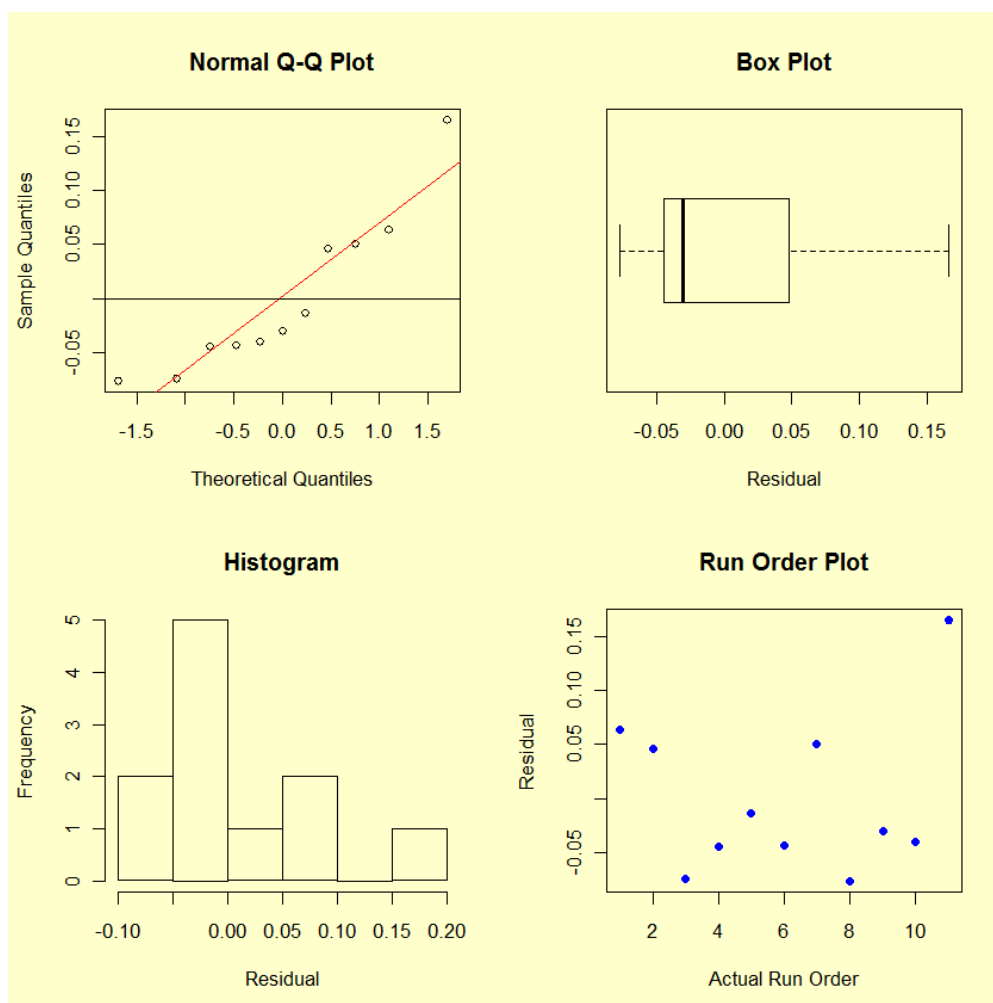 Normal Q-Q Plot
Sample Quantiles
-0.05 0.05 0.10 0.15
-1.5 -0.5 0.0 0.5 1.0 1.5
Theoretical Quantiles
Box Plot
-0.05 0.00 0.05 0.10 0.15
Residual
Histogram
Frequency
0 1 2 3 4 5
-0.10 0.00 0.05 0.10 0.15 0.20
Residual
Run Order Plot
Residual
-0.05 0.05 0.10 0.15
2 4 6 8 10
Actual Run Order